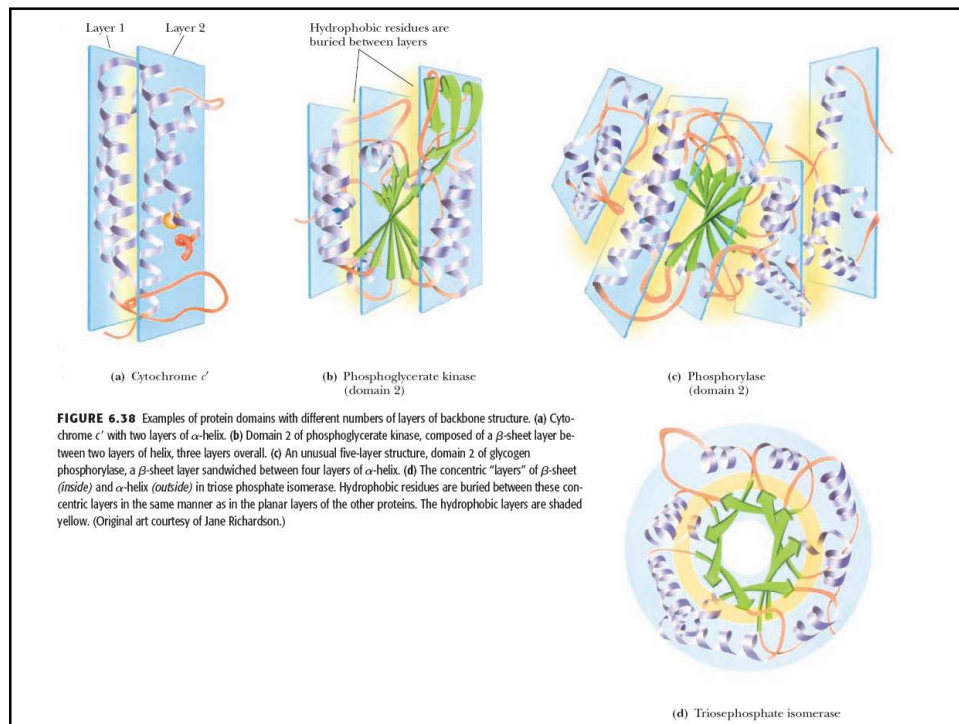 Layer 1
Layer 2
Hydrophobic residues are
buried between layers
(a) Cytochrome c′
(b) Phosphoglycerate kinase
(domain 2)
(c) Phosphorylase
(domain 2)
FIGURE 6.38 Examples of protein domains with different numbers of layers of backbone structure. (a) Cyto-
chrome c′ with two layers of α-helix. (b) Domain 2 of phosphoglycerate kinase, composed of a β-sheet layer be-
tween two layers of helix, three layers overall. (c) An unusual five-layer structure, domain 2 of glycogen
phosphorylase, a β-sheet layer sandwiched between four layers of α-helix. (d) The concentric “layers” of β-sheet
(inside) and α-helix (outside) in triose phosphate isomerase. Hydrophobic residues are buried between these con-
centric layers in the same manner as in the planar layers of the other proteins. The hydrophobic layers are shaded
yellow. (Original art courtesy of Jane Richardson.)
(d) Triosephosphate isomerase